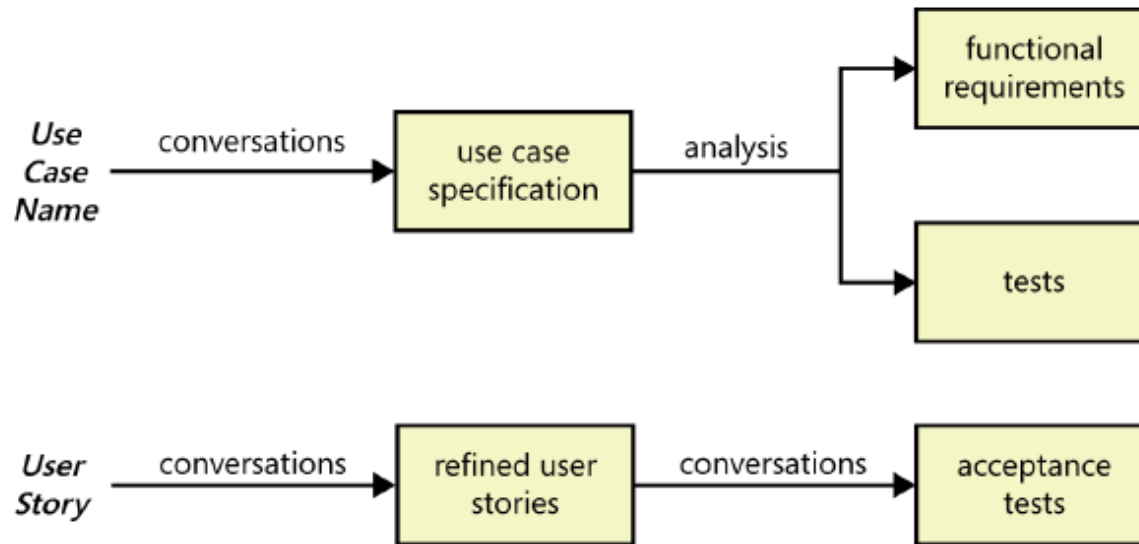 Use
Case
Name
conversations
use case
specification
analysis
functional
requirements
tests
User
Story
conversations
refined user
stories
conversations
acceptance
tests